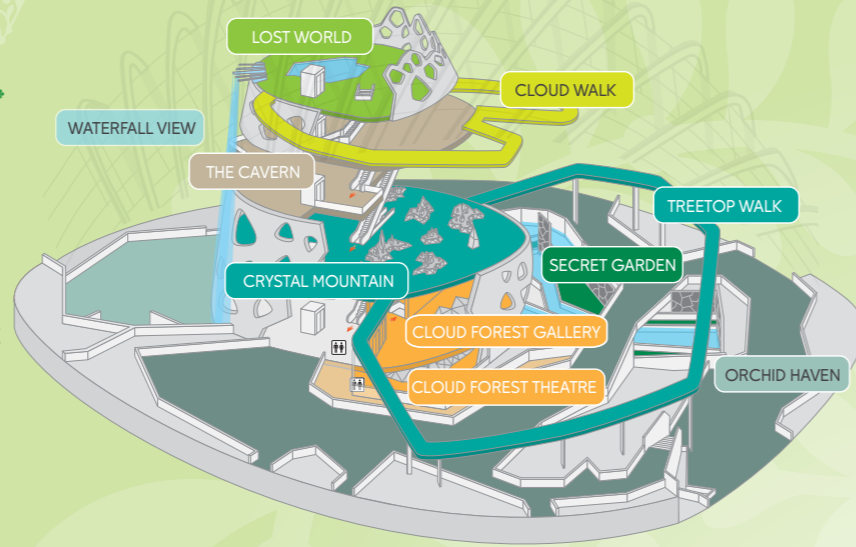 LOST WORLD
CLOUD WALK
WATERFALL VIEW
THE CAVERN
TREETOP WALK
SECRET GARDEN
CRYSTAL MOUNTAIN
CLOUD FOREST GALLERY
ORCHID HAVEN
CLOUD FOREST THEATRE